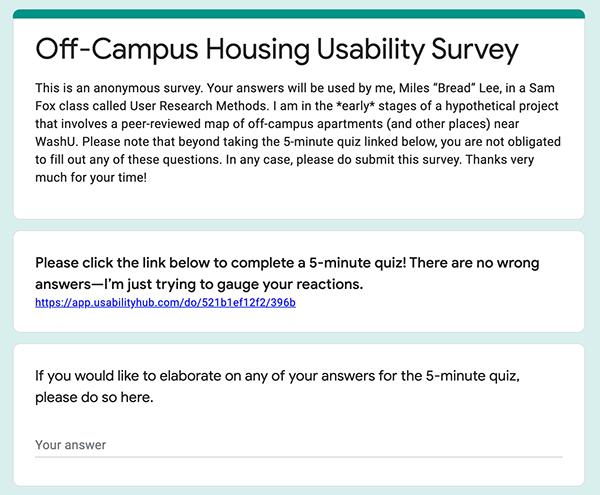 Off-Campus Housing Usability Survey
This is an anonymous survey. Your answers will be used by me, Miles “Bread” Lee, in a Sam
Fox class called User Research Methods. I am in the *early* stages of a hypothetical project
that involves a peer-reviewed map of off-campus apartments (and other places) near
WashU. Please note that beyond taking the 5-minute quiz linked below, you are not obligated
to fill out any of these questions. In any case, please do submit this survey. Thanks very
much for your time!
Please click the link below to complete a 5-minute quiz! There are no wrong
answers—I’m just trying to gauge your reactions.
https://app.usabilityhub.com/do/521b1ef12f2/396b
If you would like to elaborate on any of your answers for the 5-minute quiz,
please do so here.
Your answer